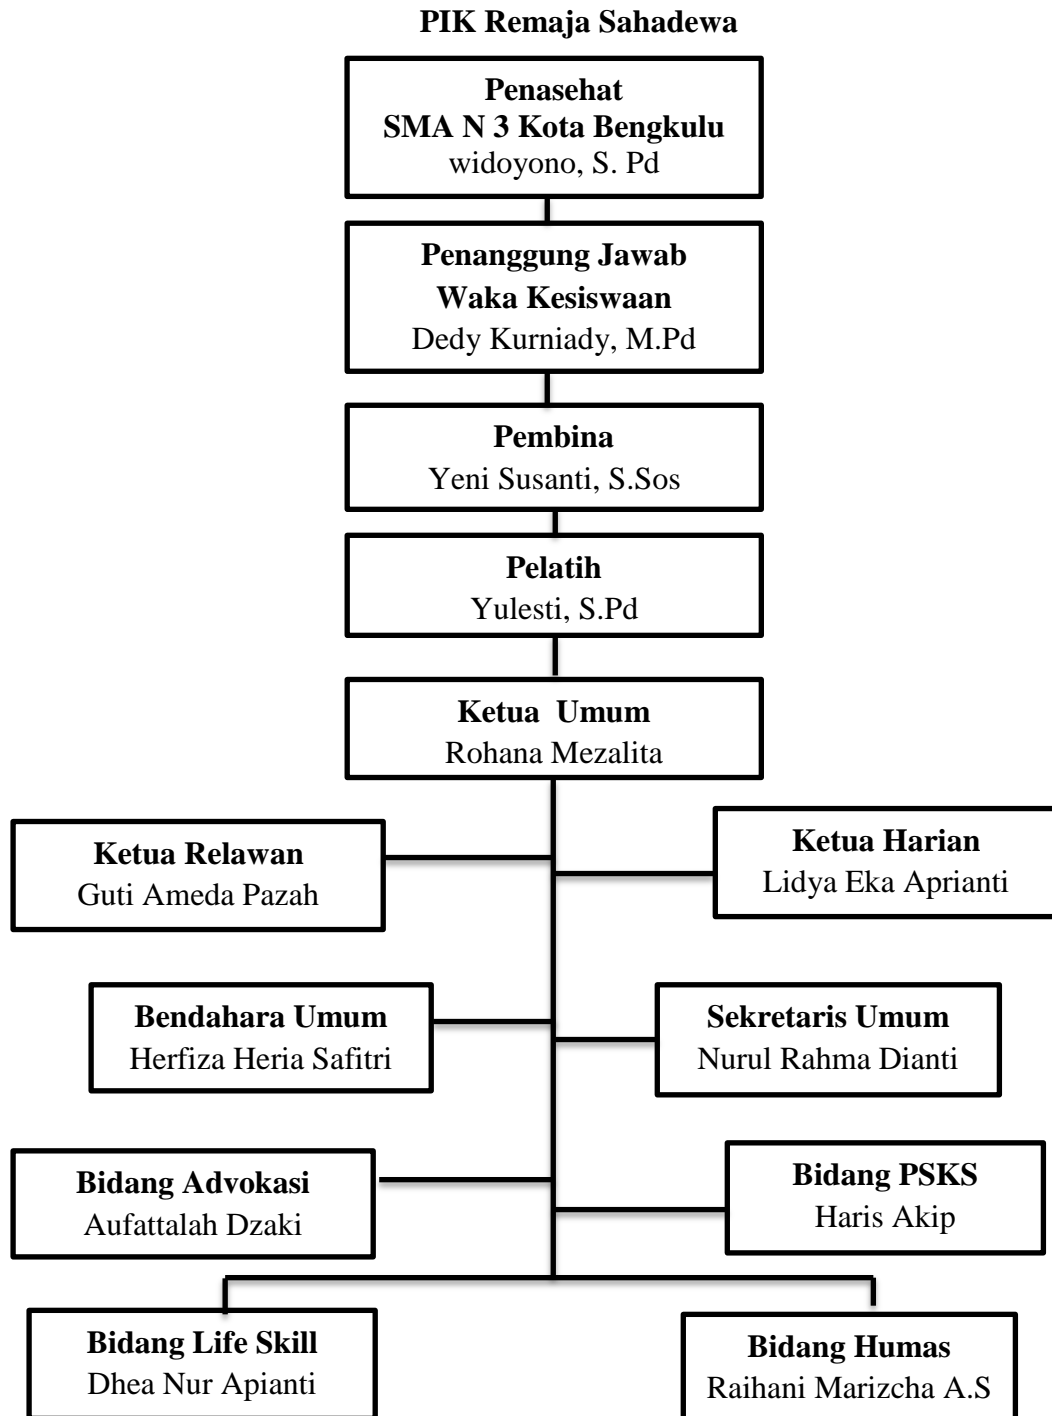 PIK Remaja Sahadewa
Penasehat
SMA N 3 Kota Bengkulu
widoyono, S. Pd
Penanggung Jawab
Waka Kesiswaan
Dedy Kurniady, M.Pd
Pembina
Yeni Susanti, S.Sos
Pelatih
Yulesti, S.Pd
Ketua Umum
Rohana Mezalita
Ketua Relawan
Guti Ameda Pazah
Ketua Harian
Lidya Eka Aprianti
Bendahara Umum
Herfiza Heria Safitri
Sekretaris Umum
Nurul Rahma Dianti
Bidang Advokasi
Aufattalah Dzaki
Bidang PSKS
Haris Akip
Bidang Life Skill
Dhea Nur Apianti
Bidang Humas
Raihani Marizcha A.S